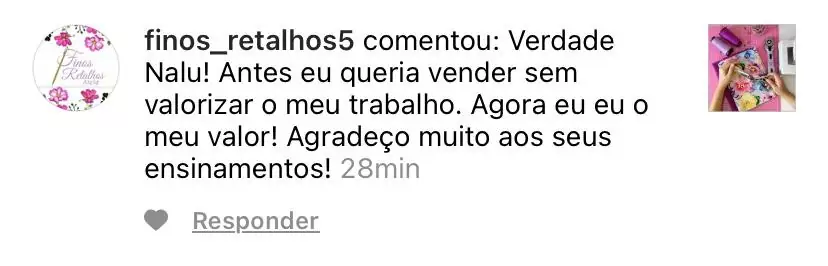 finos_retalhos5 comentou: Verdade
Nalu! Antes eu queria vender sem
valorizar o meu trabalho. Agora eu eu o
meu valor! Agradeço muito aos seus
ensinamentos! 28min
Responder
Finos
Retalhos